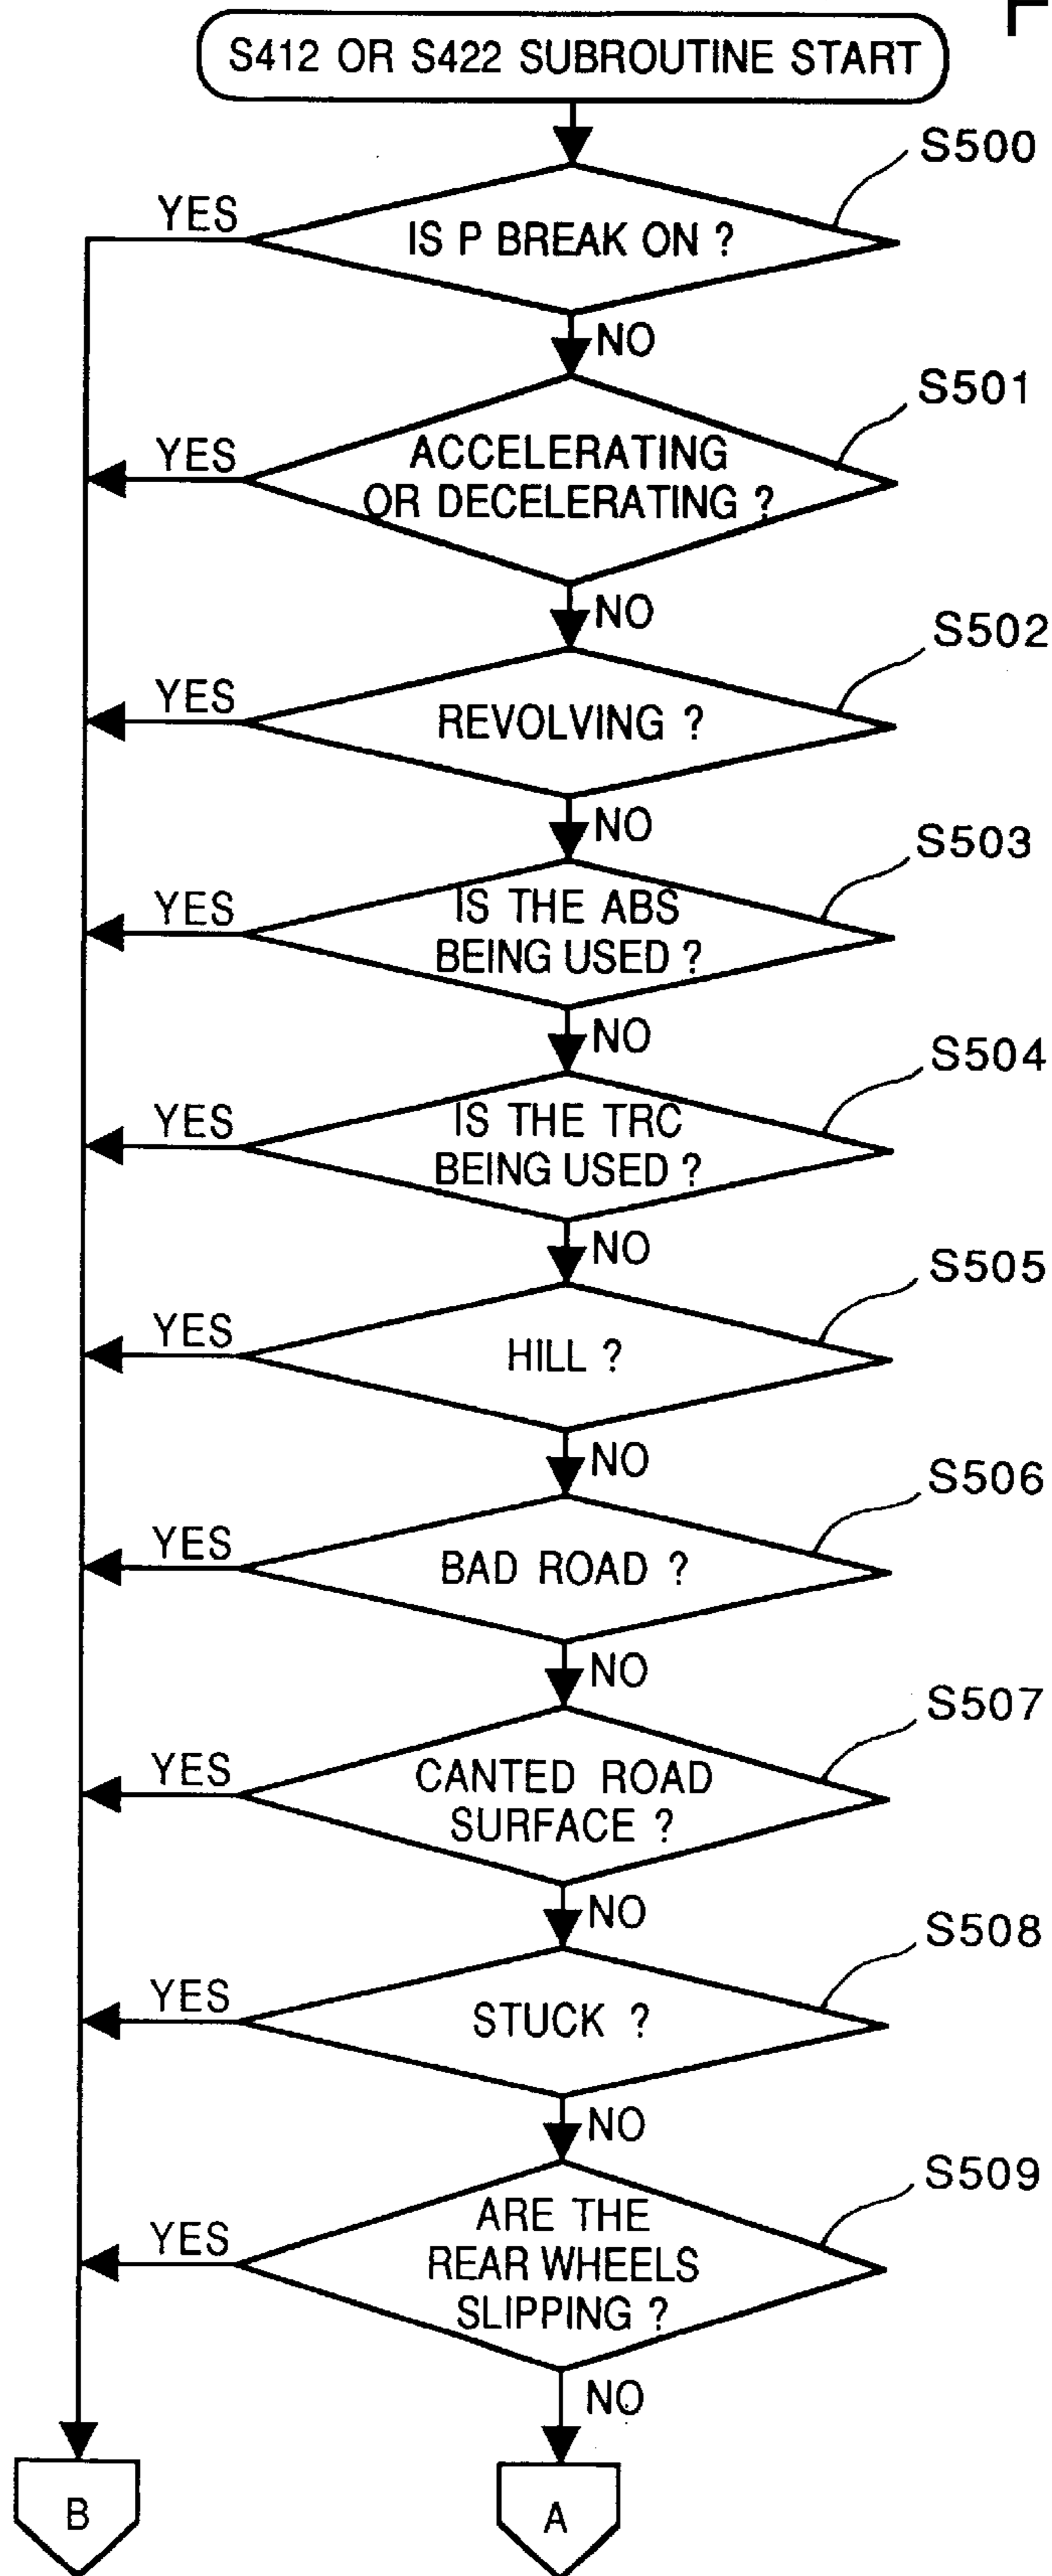 S412 OR S422 SUBROUTINE START
S500
YES
IS P BREAK ON ?
NO
S501
YES
ACCELERATING
OR DECELERATING ?
NO
S502
YES
REVOLVING ?
NO
S503
YES
IS THE ABS
BEING USED ?
NO
S504
YES
IS THE TRC
BEING USED ?
NO
S505
YES
HILL ?
NO
S506
YES
BAD ROAD ?
NO
S507
YES
CANTED ROAD
SURFACE ?
NO
S508
YES
STUCK ?
NO
S509
YES
ARE THE
REAR WHEELS
SLIPPING ?
NO
B
A